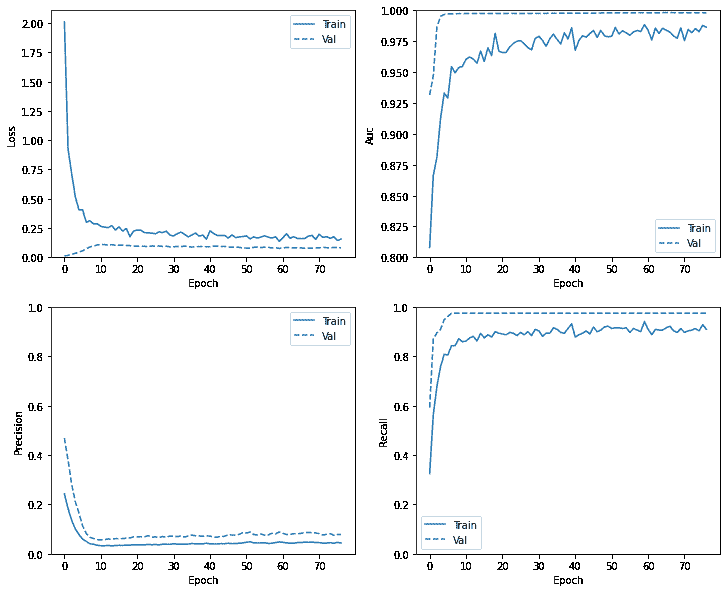 2.00
1.75
1.50
1.25
1.00
0.75
0.50
0.25
0.00
Loss
Train
Val
0 10 20 30 40 50 60 70
Epoch
1.000
0.975
0.950
0.925
0.900
0.875
0.850
0.825
0.800
Auc
Train
Val
0 10 20 30 40 50 60 70
Epoch
1.0
0.8
0.6
0.4
0.2
0.0
Precision
Train
Val
0 10 20 30 40 50 60 70
Epoch
1.0
0.8
0.6
0.4
0.2
0.0
Recall
Train
Val
0 10 20 30 40 50 60 70
Epoch